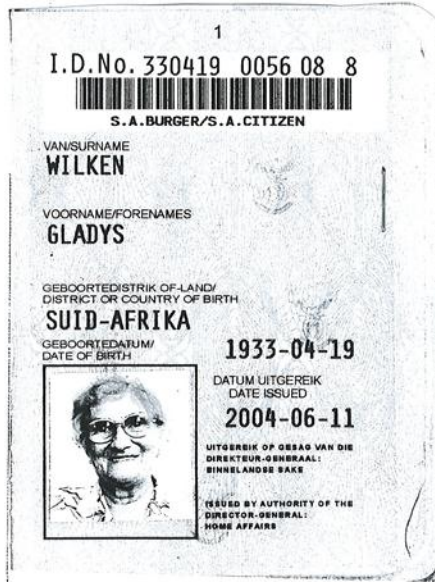 1
I.D.No. 330419 0056 08 8
S.A.BURGER/S.A.CITIZEN
VAN/SURNAME
WILKEN
VOORNAME/FORENAMES
GLADYS
GEBOORTEDISTRIK OF-LAND/
DISTRICT OR COUNTRY OF BIRTH
SUID-AFRIKA
GEBOORTEDATUM/
DATE OF BIRTH
1933-04-19
DATUM UITGEREIK
DATE ISSUED
2004-06-11
UITGEREIK OP GESAG VAN DIE
DIREKTEUR-GENERAAL:
BINNELANDSE SAKE
ISSUED BY AUTHORITY OF THE
DIRECTOR-GENERAL:
HOME AFFAIRS